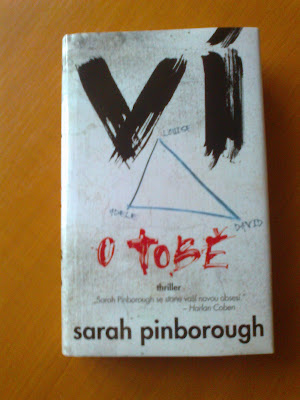 ví
LOUISE
ADELE
DAVID
o tobě
thriller
„Sarah Pinborough se stane vaší novou obsesí.“
– Harlan Coben
sarah pinborough